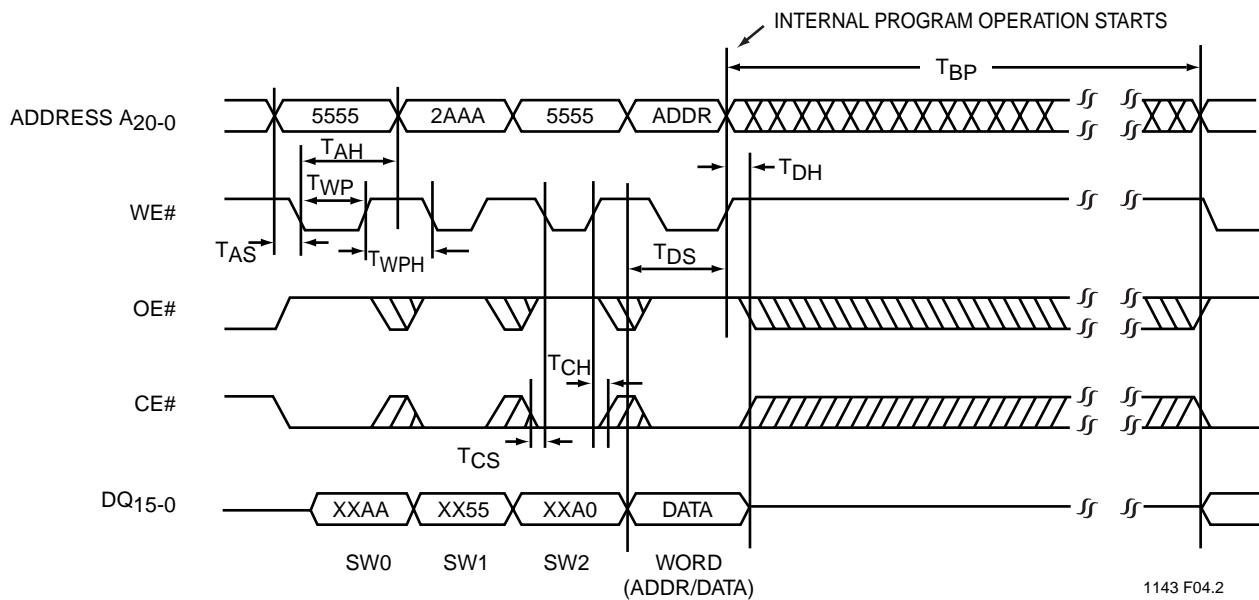 INTERNAL PROGRAM OPERATION STARTS
TBP
ADDRESS A20-0
5555
2AAA
5555
ADDR
TAH
TDH
TWP
WE#
TAS
TWPH
TDS
OE#
TCH
CE#
TCS
DQ15-0
XXAA
XX55
XXA0
DATA
SW0
SW1
SW2
WORD
(ADDR/DATA)
1143 F04.2